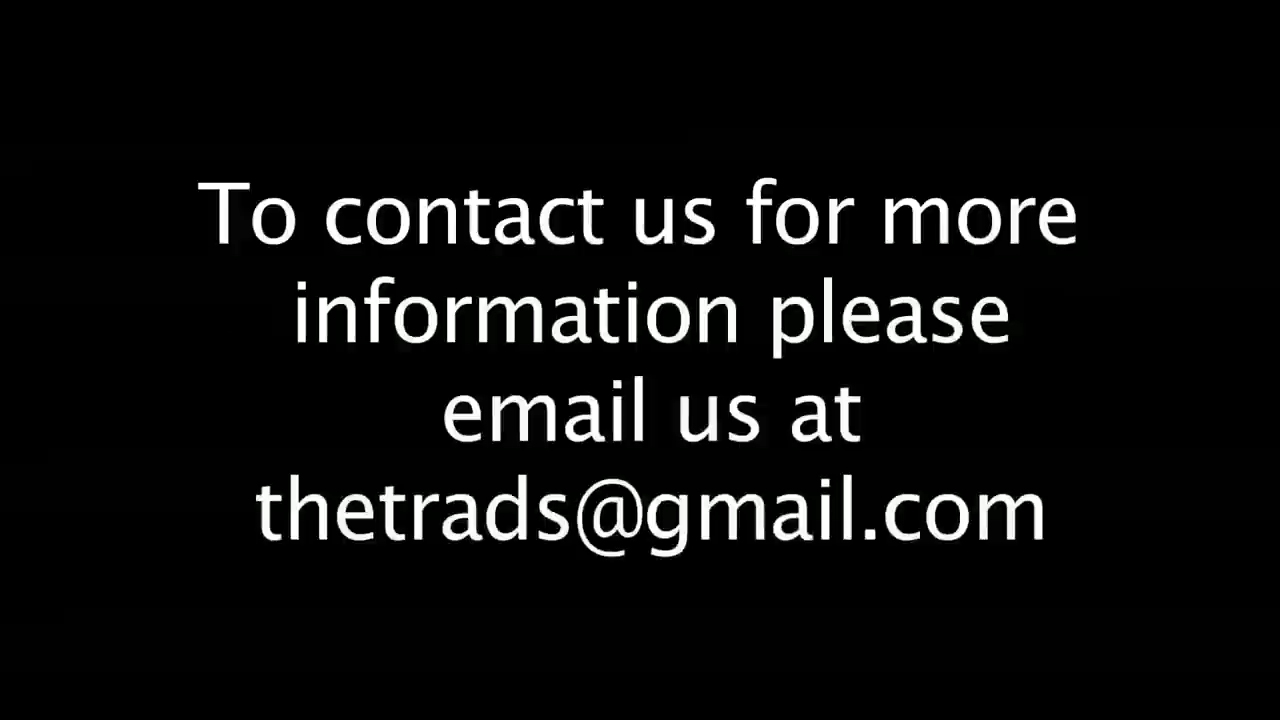 To contact us for more
information please
email us at
thetrads@gmail.com